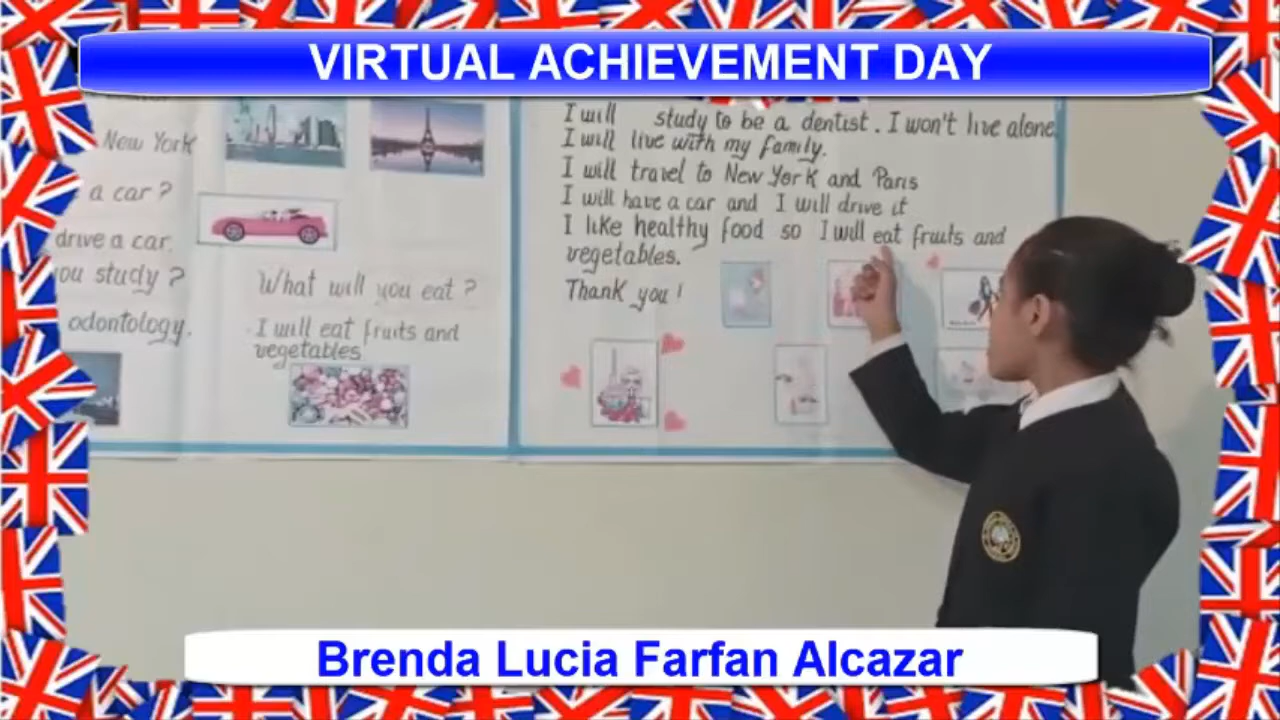 VIRTUAL ACHIEVEMENT DAY
New York
a car?
drive a car.
ou study?
odontology.
What will you eat?
I will eat fruits and
vegetables
I will study to be a dentist. I won't live alone.
I will live with my family.
I will travel to New York and Paris
I will have a car and I will drive it
I like healthy food so I will eat fruits and
vegetables.
Thank you!
Brenda Lucia Farfan Alcazar